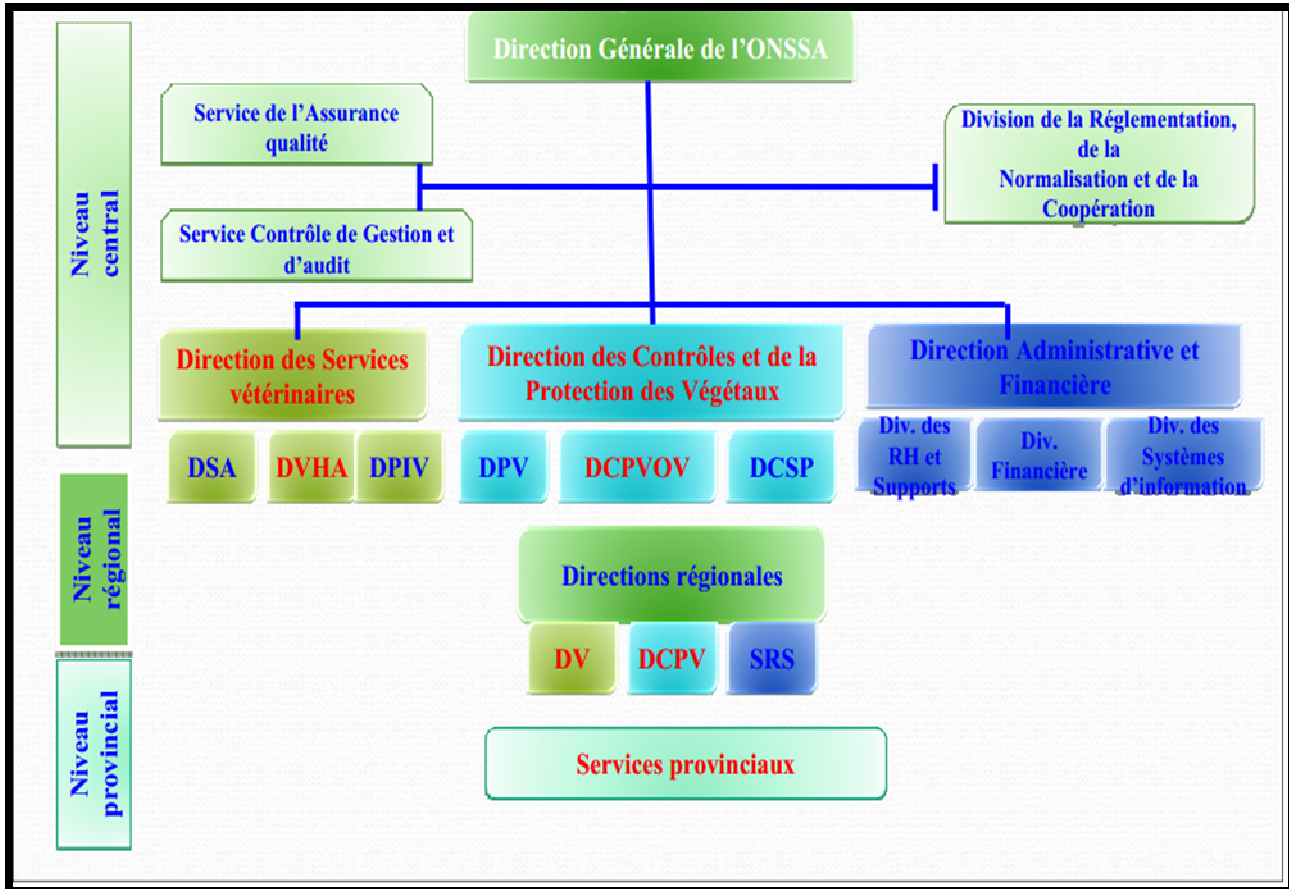 Direction Générale de l'ONSSA
Service de l'Assurance
qualité
Division de la Réglementation,
de la
Normalisation et de la
Coopération
Service Contrôle de Gestion et
d'audit
Niveau
central
Direction des Services
vétérinaires
Direction des Contrôles et de la
Protection des Végétaux
Direction Administrative et
Financière
DSA
DVHA
DPIV
DPV
DCPVOV
DCSP
Div. des
RH et
Supports
Div.
Financière
Div. des
Systèmes
d'information
Niveau
régional
Directions régionales
DV
DCPV
SRS
Niveau
provincial
Services provinciaux